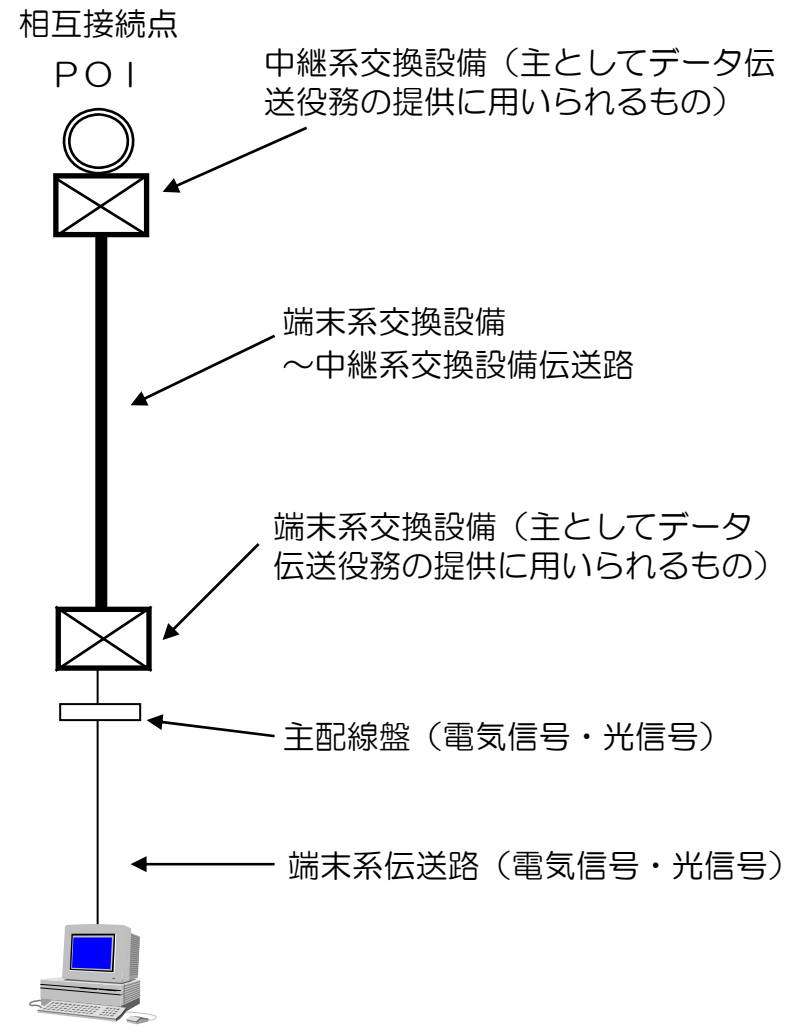 相互接続点
ＰＯＩ
中継系交換設備（主としてデータ伝
送役務の提供に用いられるもの）
端末系交換設備
～中継系交換設備伝送路
端末系交換設備（主としてデータ
伝送役務の提供に用いられるもの）
主配線盤（電気信号・光信号）
端末系伝送路（電気信号・光信号）